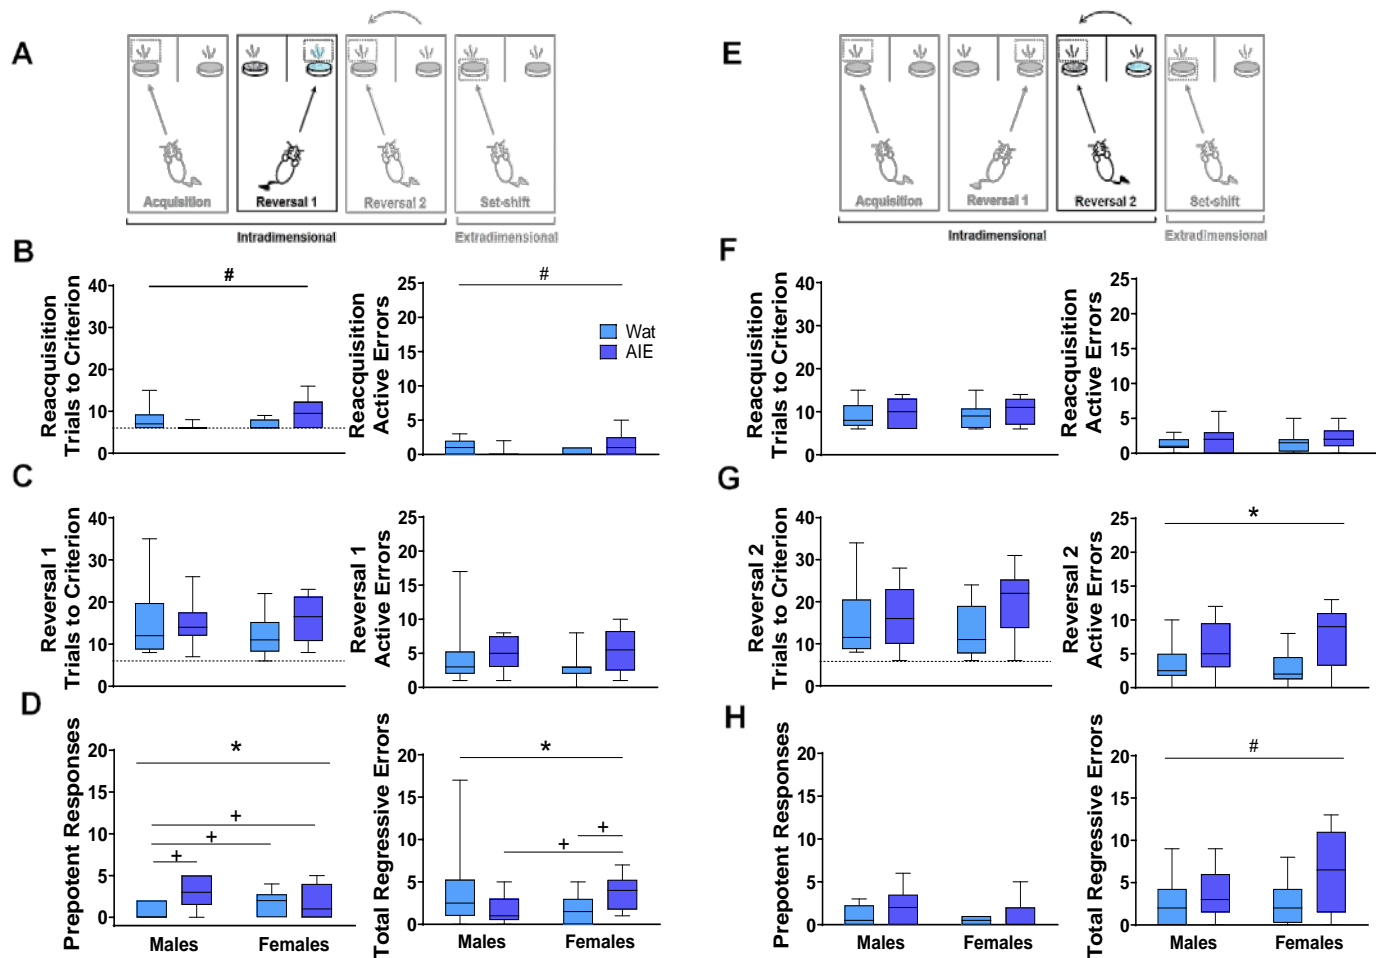 A
Acquisition
Reversal 1
Reversal 2
Set-shift
Intradimensional
Extradimensional
E
Acquisition
Reversal 1
Reversal 2
Set-shift
Intradimensional
Extradimensional
B
Reacquisition
Trials to Criterion
40
30
20
10
0
#
Reacquisition
Active Errors
25
20
15
10
5
0
#
Wat
AIE
F
Reacquisition
Trials to Criterion
40
30
20
10
0
Reacquisition
Active Errors
25
20
15
10
5
0
C
Reversal 1
Trials to Criterion
40
30
20
10
0
Reversal 1
Active Errors
25
20
15
10
5
0
G
Reversal 2
Trials to Criterion
40
30
20
10
0
Reversal 2
Active Errors
25
20
15
10
5
0
*
D
Prepotent Responses
20
15
10
5
0
*
+
+
+
Males
Females
Total Regressive Errors
20
15
10
5
0
*
+
+
Males
Females
H
Prepotent Responses
20
15
10
5
0
Males
Females
Total Regressive Errors
20
15
10
5
0
#
Males
Females